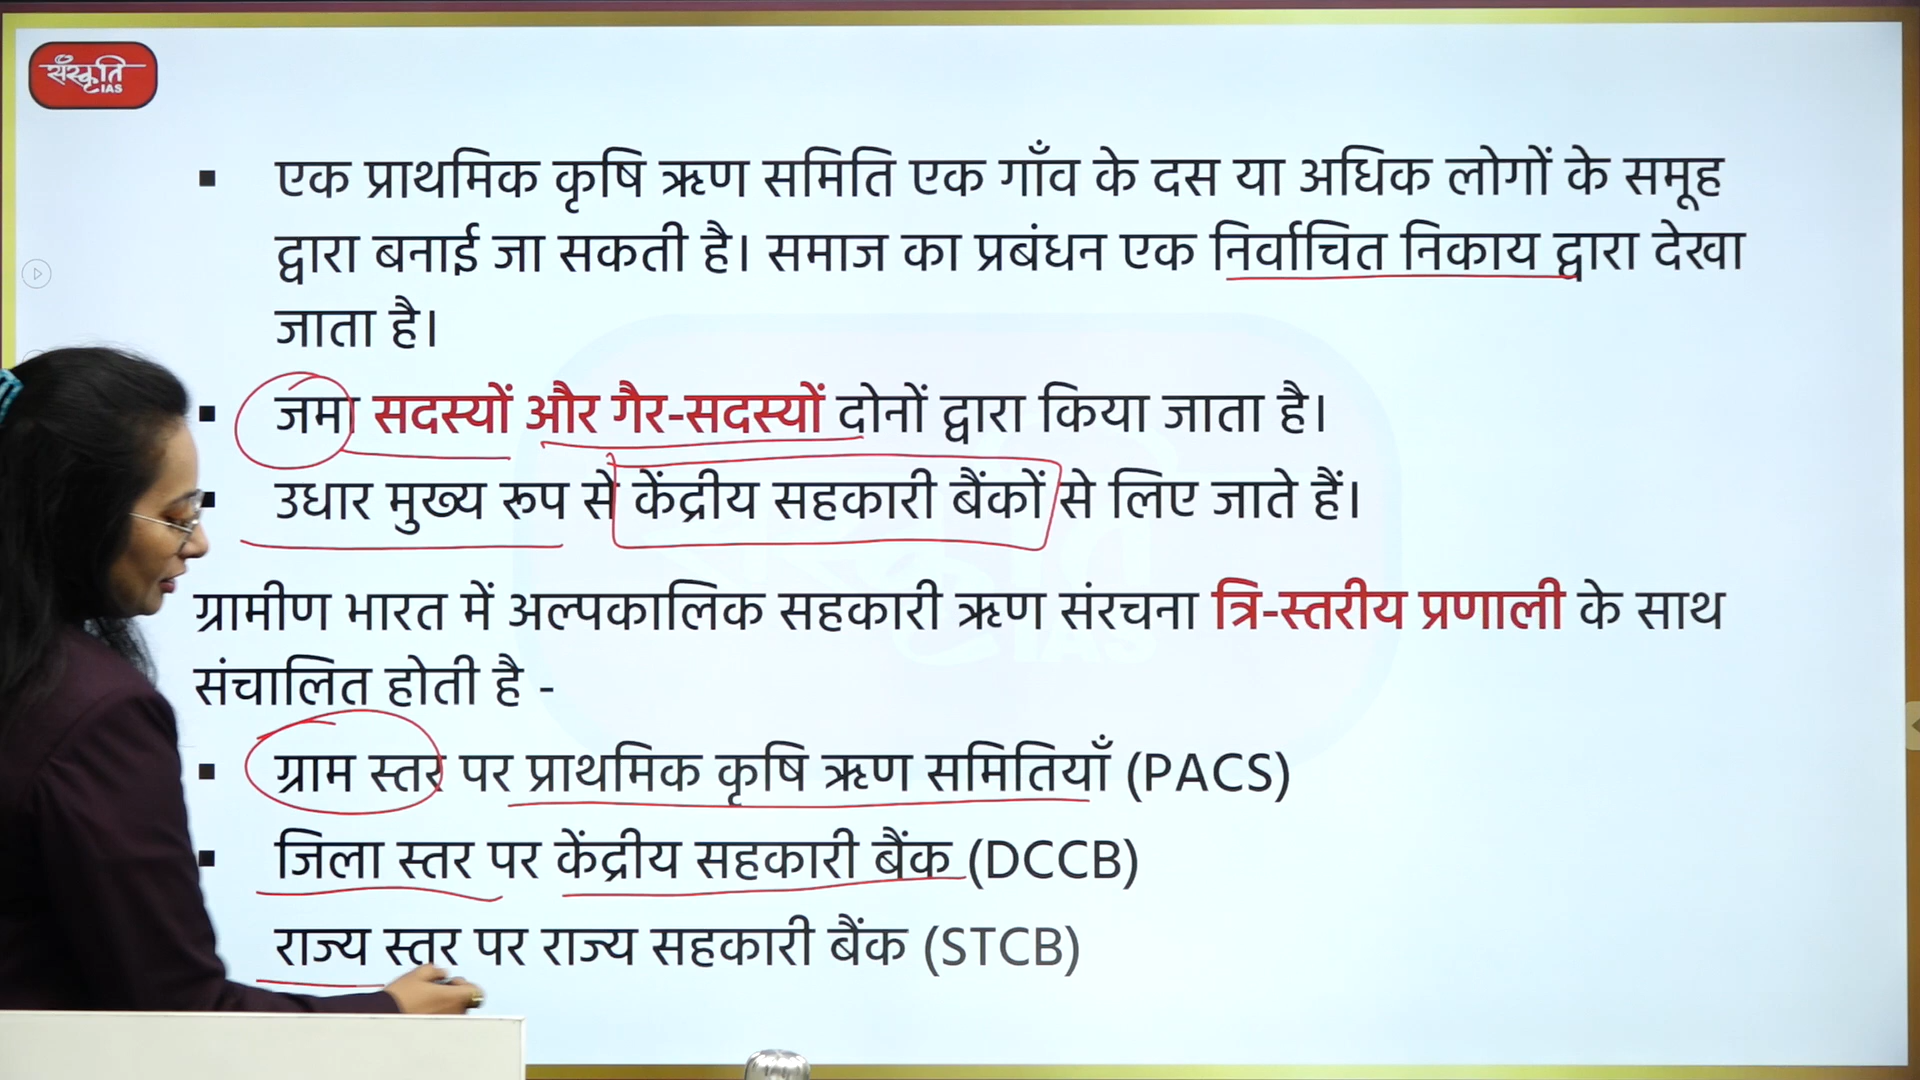 संस्कृति
IAS
▪ एक प्राथमिक कृषि ऋण समिति एक गाँव के दस या अधिक लोगों के समूह
द्वारा बनाई जा सकती है। समाज का प्रबंधन एक निर्वाचित निकाय द्वारा देखा
जाता है।
▪ जमा सदस्यों और गैर-सदस्यों दोनों द्वारा किया जाता है।
▪ उधार मुख्य रूप से केंद्रीय सहकारी बैंकों से लिए जाते हैं।
ग्रामीण भारत में अल्पकालिक सहकारी ऋण संरचना त्रि-स्तरीय प्रणाली के साथ
संचालित होती है -
▪ ग्राम स्तर पर प्राथमिक कृषि ऋण समितियाँ (PACS)
▪ जिला स्तर पर केंद्रीय सहकारी बैंक (DCCB)
राज्य स्तर पर राज्य सहकारी बैंक (STCB)